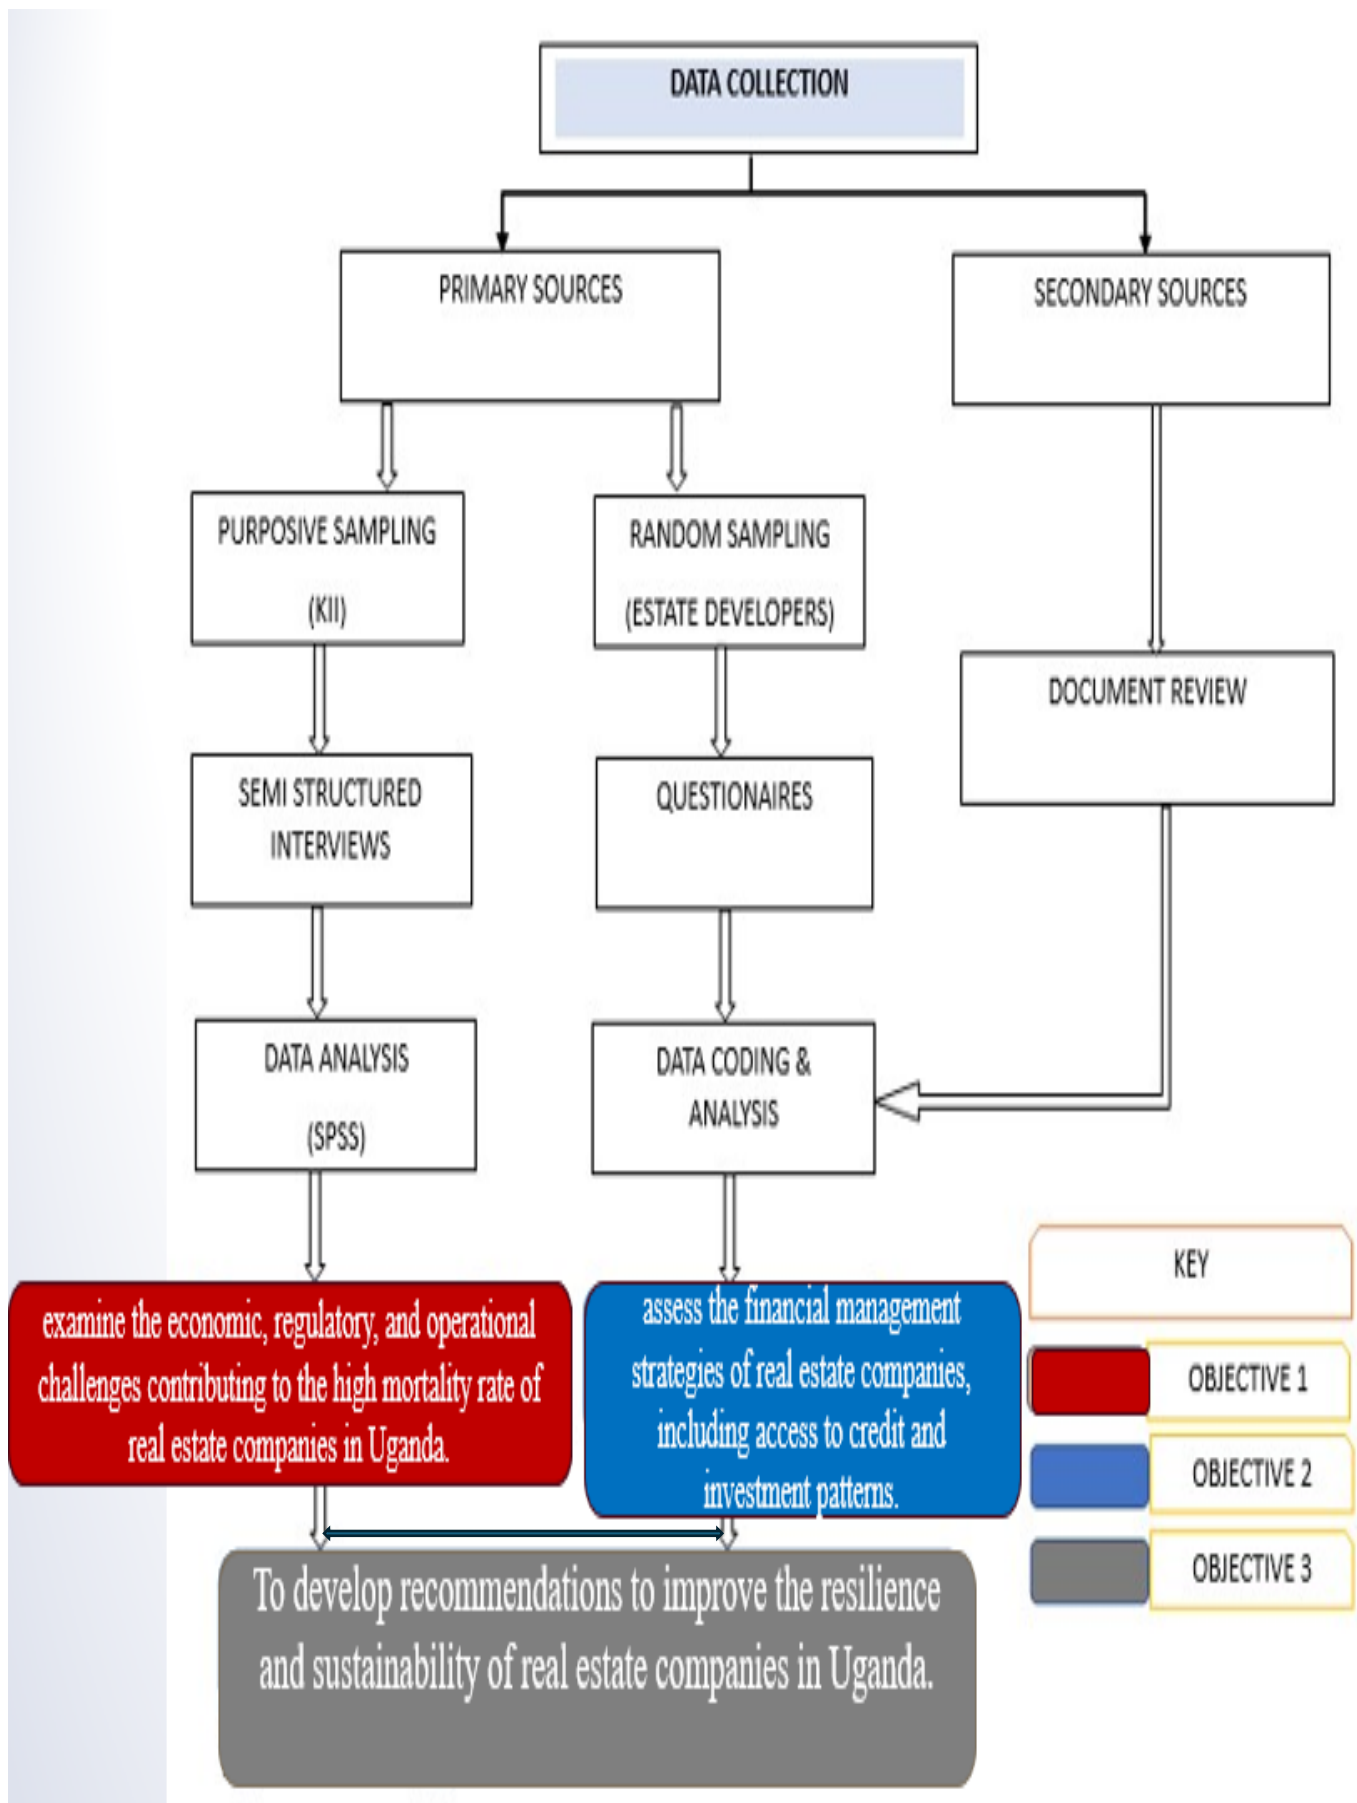 DATA COLLECTION
PRIMARY SOURCES
SECONDARY SOURCES
PURPOSIVE SAMPLING
(KII)
RANDOM SAMPLING
(ESTATE DEVELOPERS)
DOCUMENT REVIEW
SEMI STRUCTURED
INTERVIEWS
QUESTIONAIRES
DATA ANALYSIS
(SPSS)
DATA CODING &
ANALYSIS
examine the economic, regulatory, and operational
challenges contributing to the high mortality rate of
real estate companies in Uganda.
assess the financial management
strategies of real estate companies,
including access to credit and
investment patterns.
KEY
OBJECTIVE 1
OBJECTIVE 2
OBJECTIVE 3
To develop recommendations to improve the resilience
and sustainability of real estate companies in Uganda.